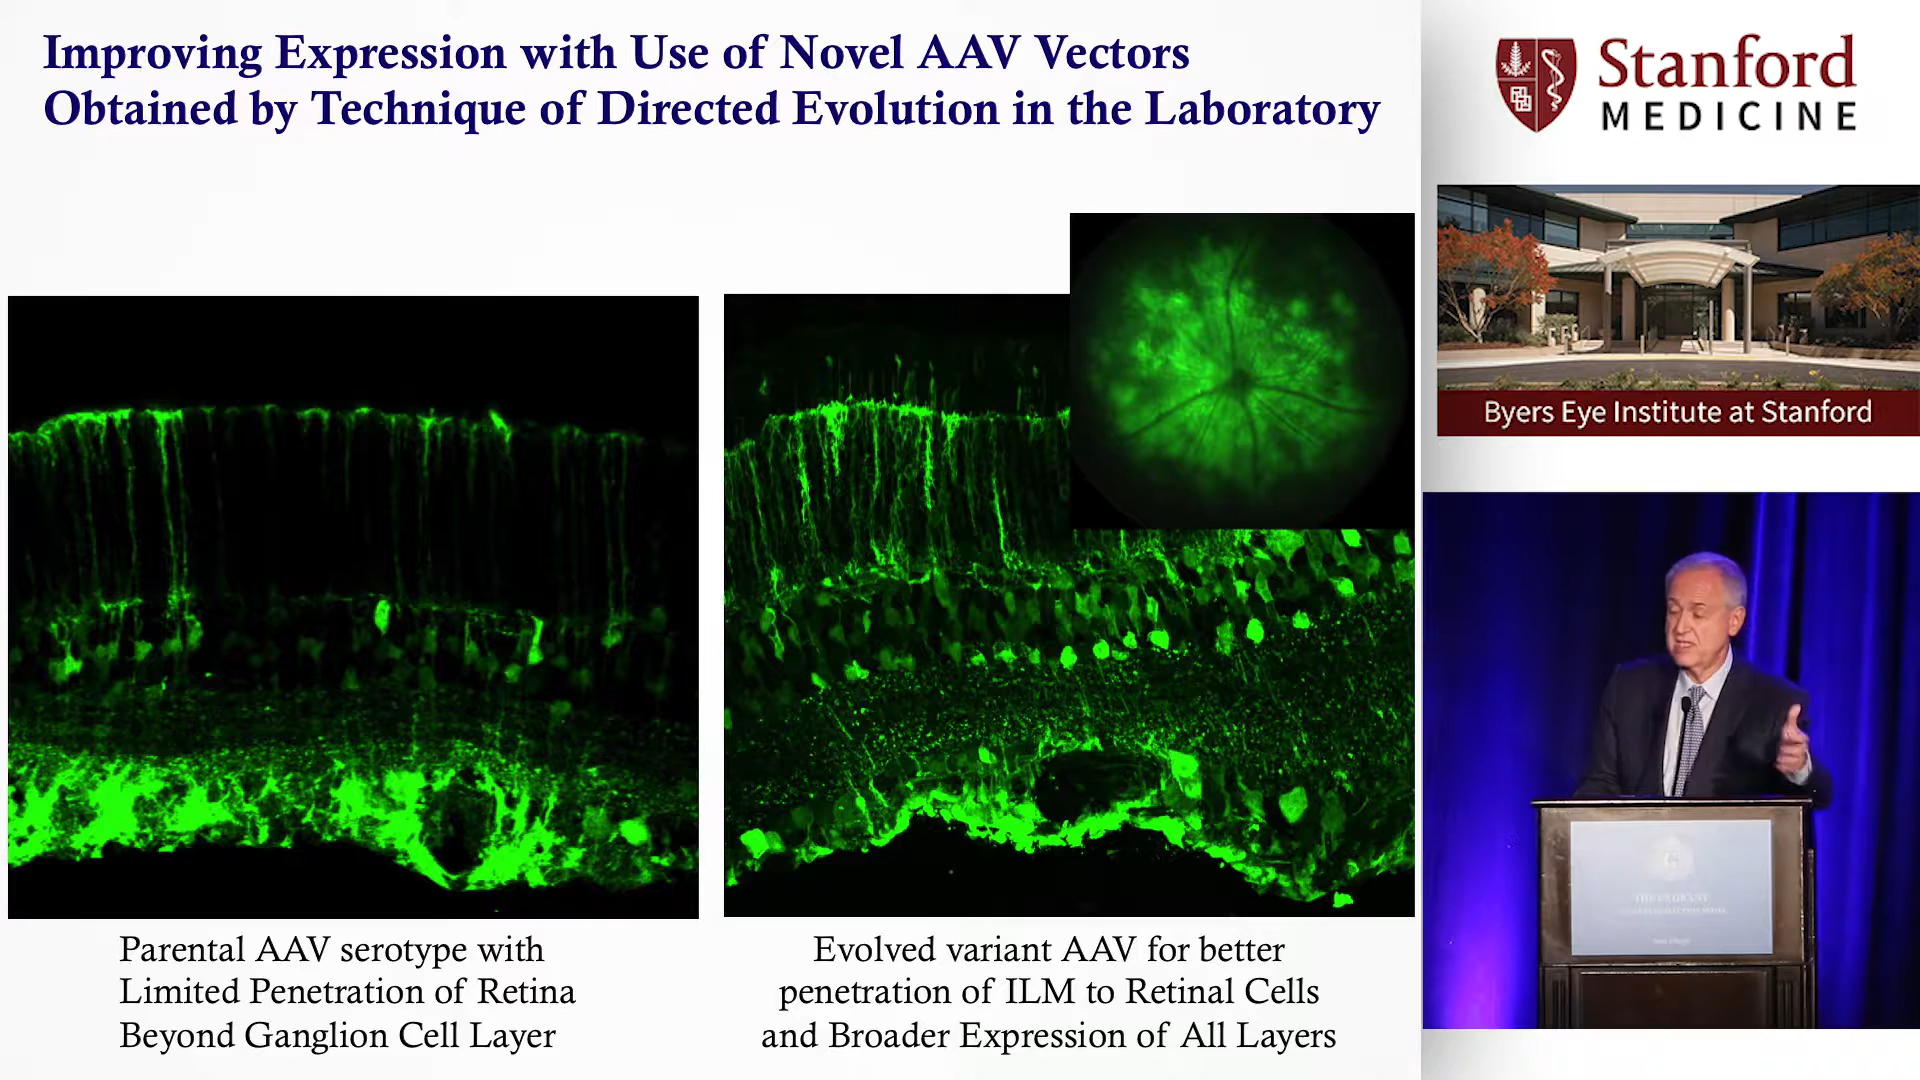 Improving Expression with Use of Novel AAV Vectors
Obtained by Technique of Directed Evolution in the Laboratory
Stanford
MEDICINE
Byers Eye Institute at Stanford
Parental AAV serotype with
Limited Penetration of Retina
Beyond Ganglion Cell Layer
Evolved variant AAV for better
penetration of ILM to Retinal Cells
and Broader Expression of All Layers